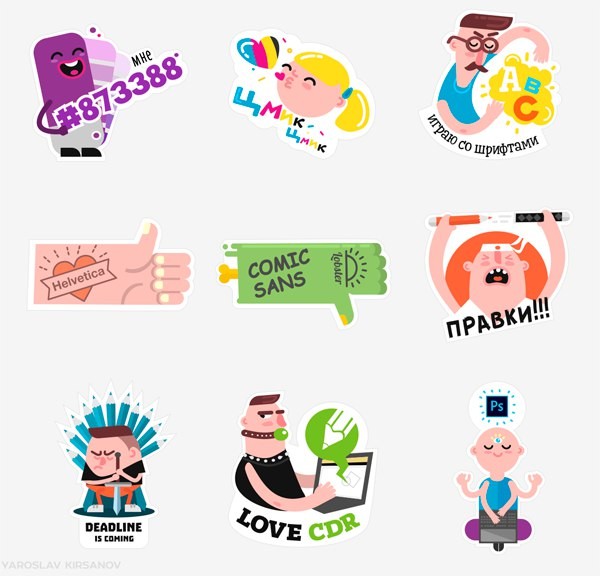 мне
#873388
ЦМИК
ЦМИК
A B
C
играю со шрифтами
Helvetica
COMIC
SANS
Lobster
ПРАВКИ!!!
Ps
DEADLINE
IS COMING
LOVE CDR
YAROSLAV KIRSANOV